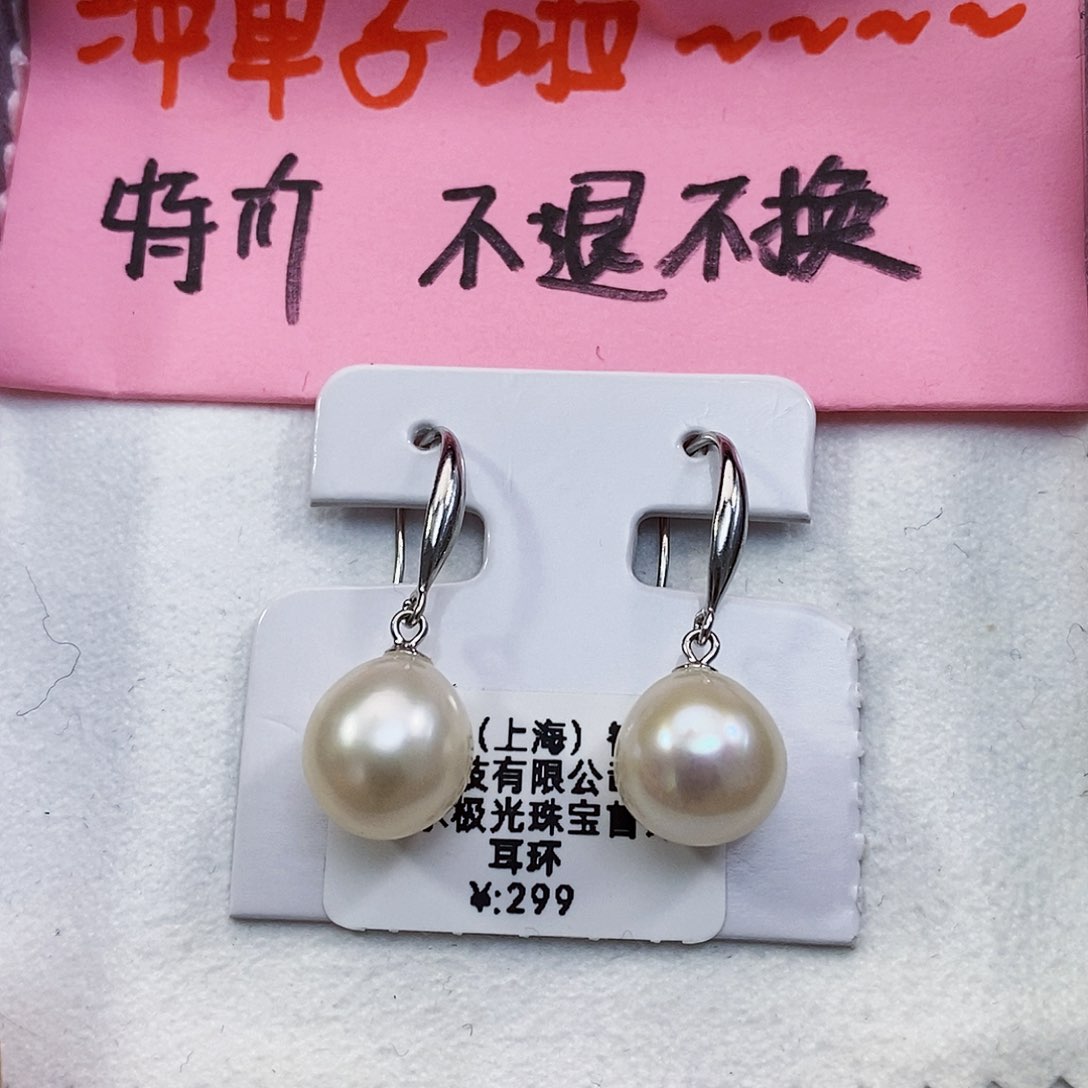 冲单子啦~~~~
特价 不退不换
(上海)
技有限公司
极光珠宝首
耳环
¥:299